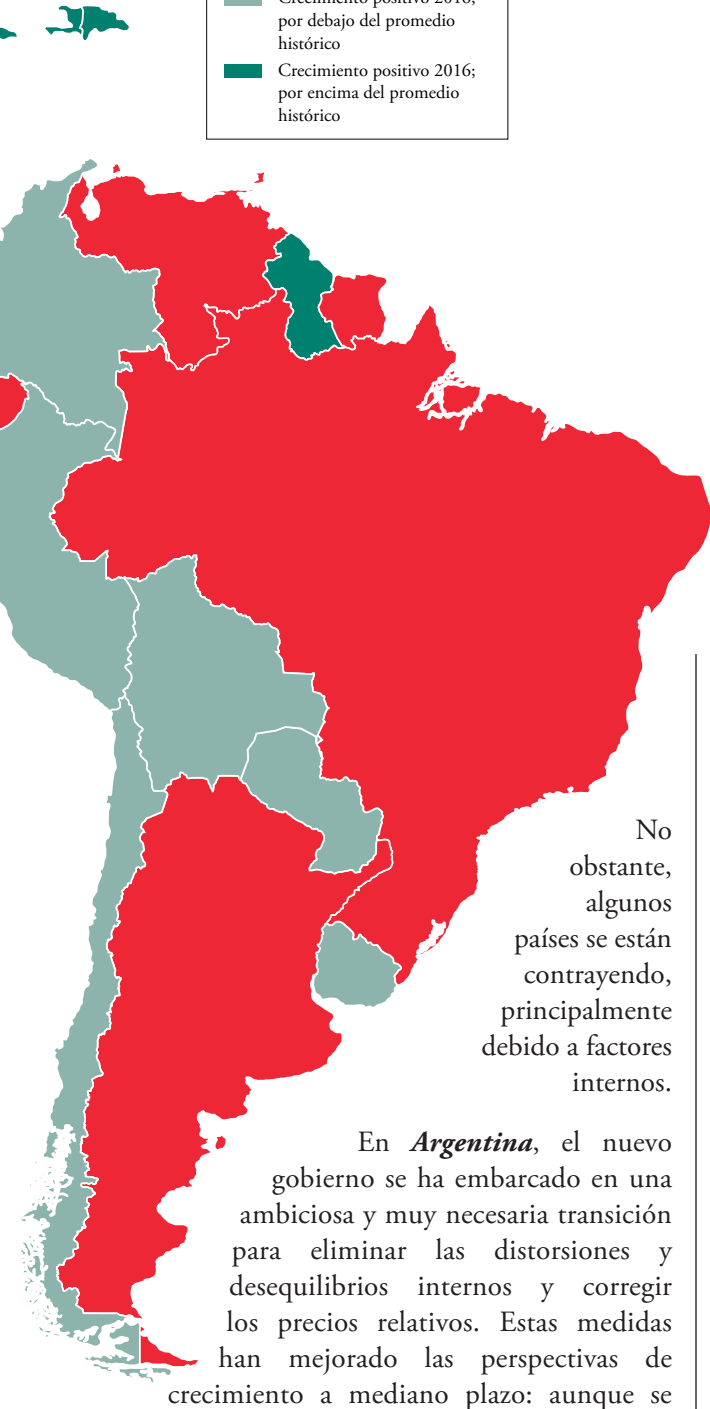 Crecimiento positivo 2016;
por debajo del promedio
histórico
Crecimiento positivo 2016;
por encima del promedio
histórico
No
obstante,
algunos
países se están
contrayendo,
principalmente
debido a factores
internos.
En Argentina, el nuevo
gobierno se ha embarcado en una
ambiciosa y muy necesaria transición
para eliminar las distorsiones y
desequilibrios internos y corregir
los precios relativos. Estas medidas
han mejorado las perspectivas de
crecimiento a mediano plazo: aunque se